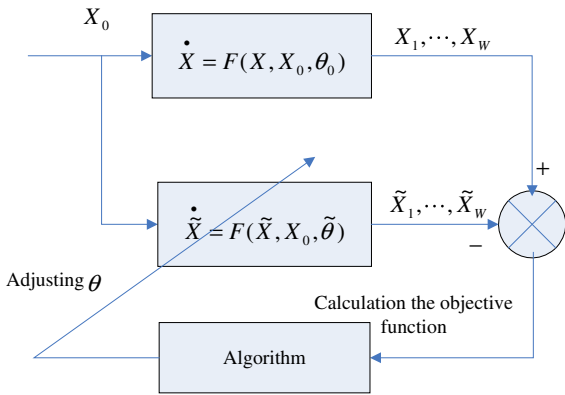 X₀
Ẋ = F(X, X₀, θ₀)
X₁,⋯, X_W
+
X̃̇ = F(X̃, X₀, θ̃)
X̃₁,⋯, X̃_W
−
Adjusting θ
Calculation the objective
function
Algorithm